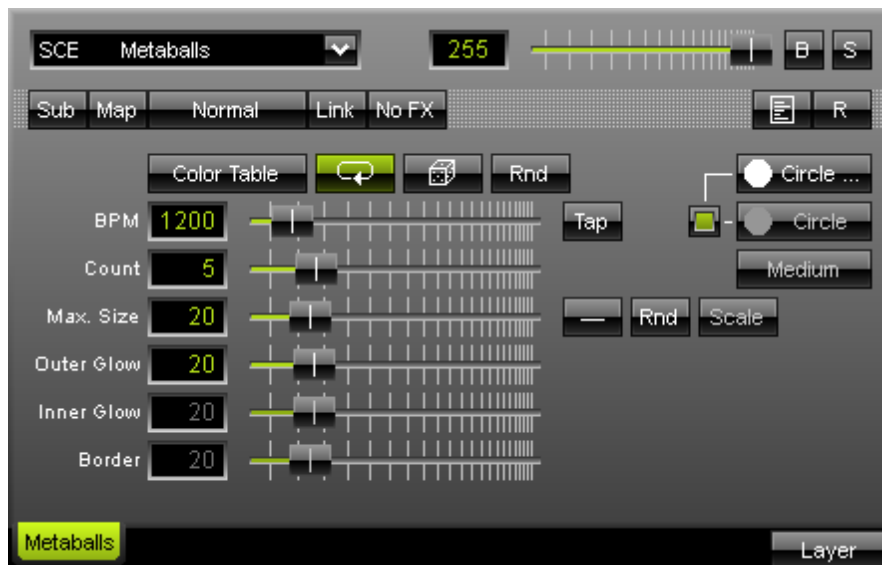 SCE Metaballs 255 B S
Sub Map Normal Link No FX R
Color Table Rnd Circle ...
BPM 1200 Tap Circle
Count 5 Medium
Max. Size 20 — Rnd Scale
Outer Glow 20
Inner Glow 20
Border 20
Metaballs Layer